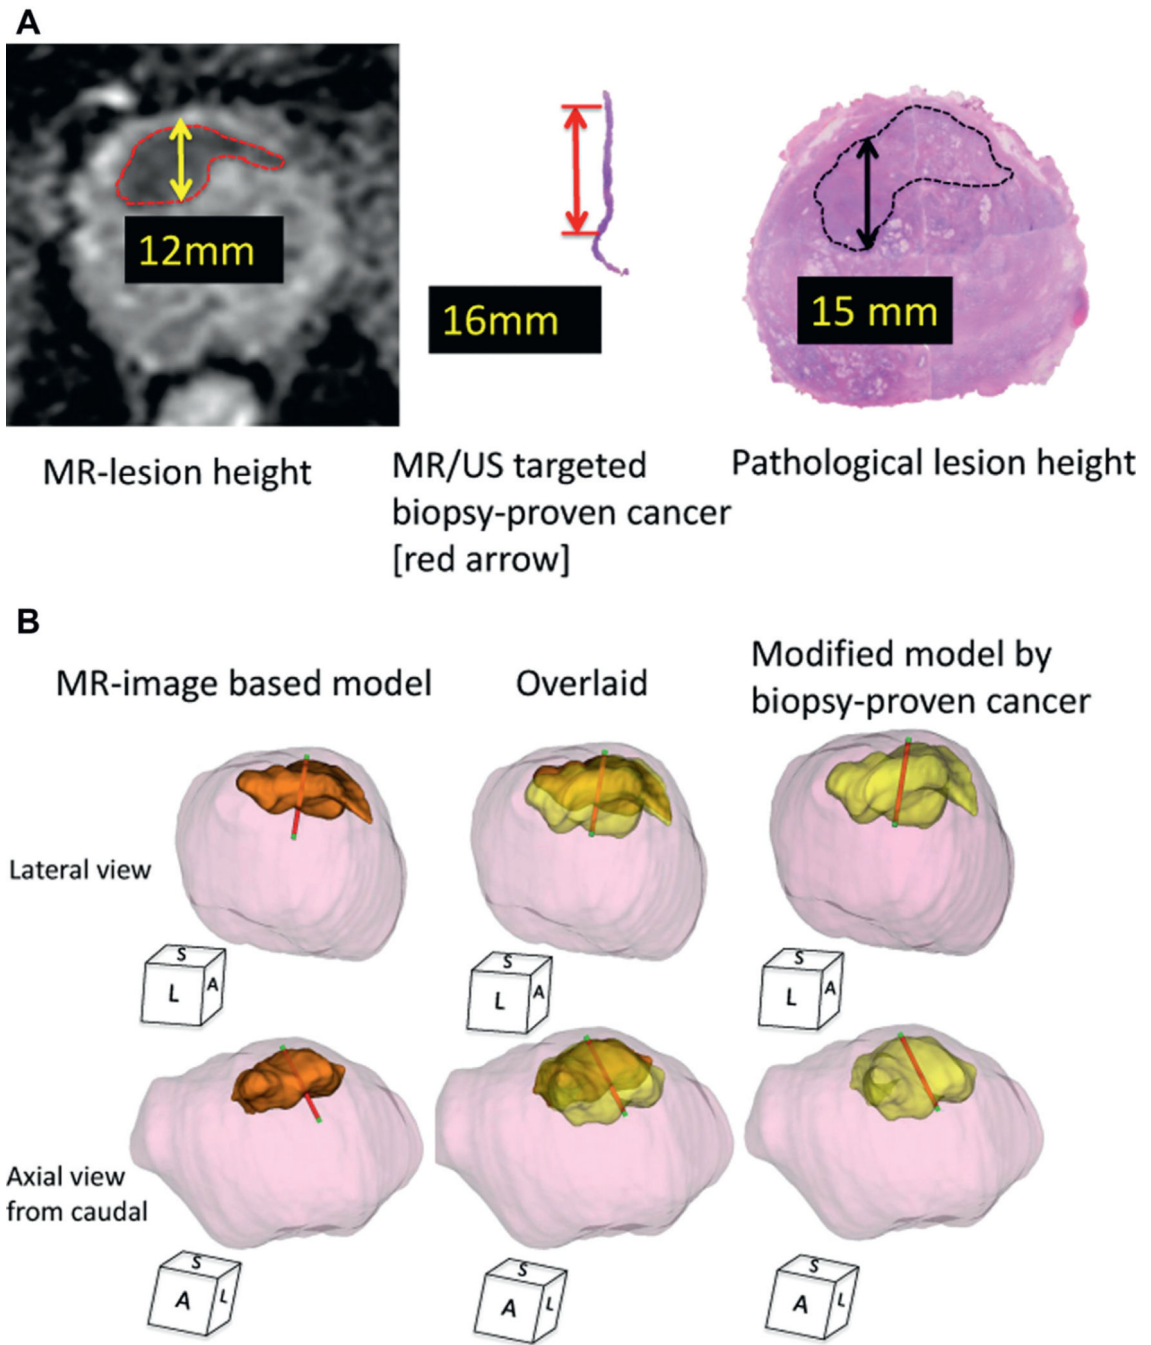 A
12mm
16mm
15 mm
MR-lesion height
MR/US targeted
biopsy-proven cancer
[red arrow]
Pathological lesion height
B
MR-image based model
Overlaid
Modified model by
biopsy-proven cancer
Lateral view
S
L
A
S
L
A
S
L
A
Axial view
from caudal
S
A
L
S
A
L
S
A
L